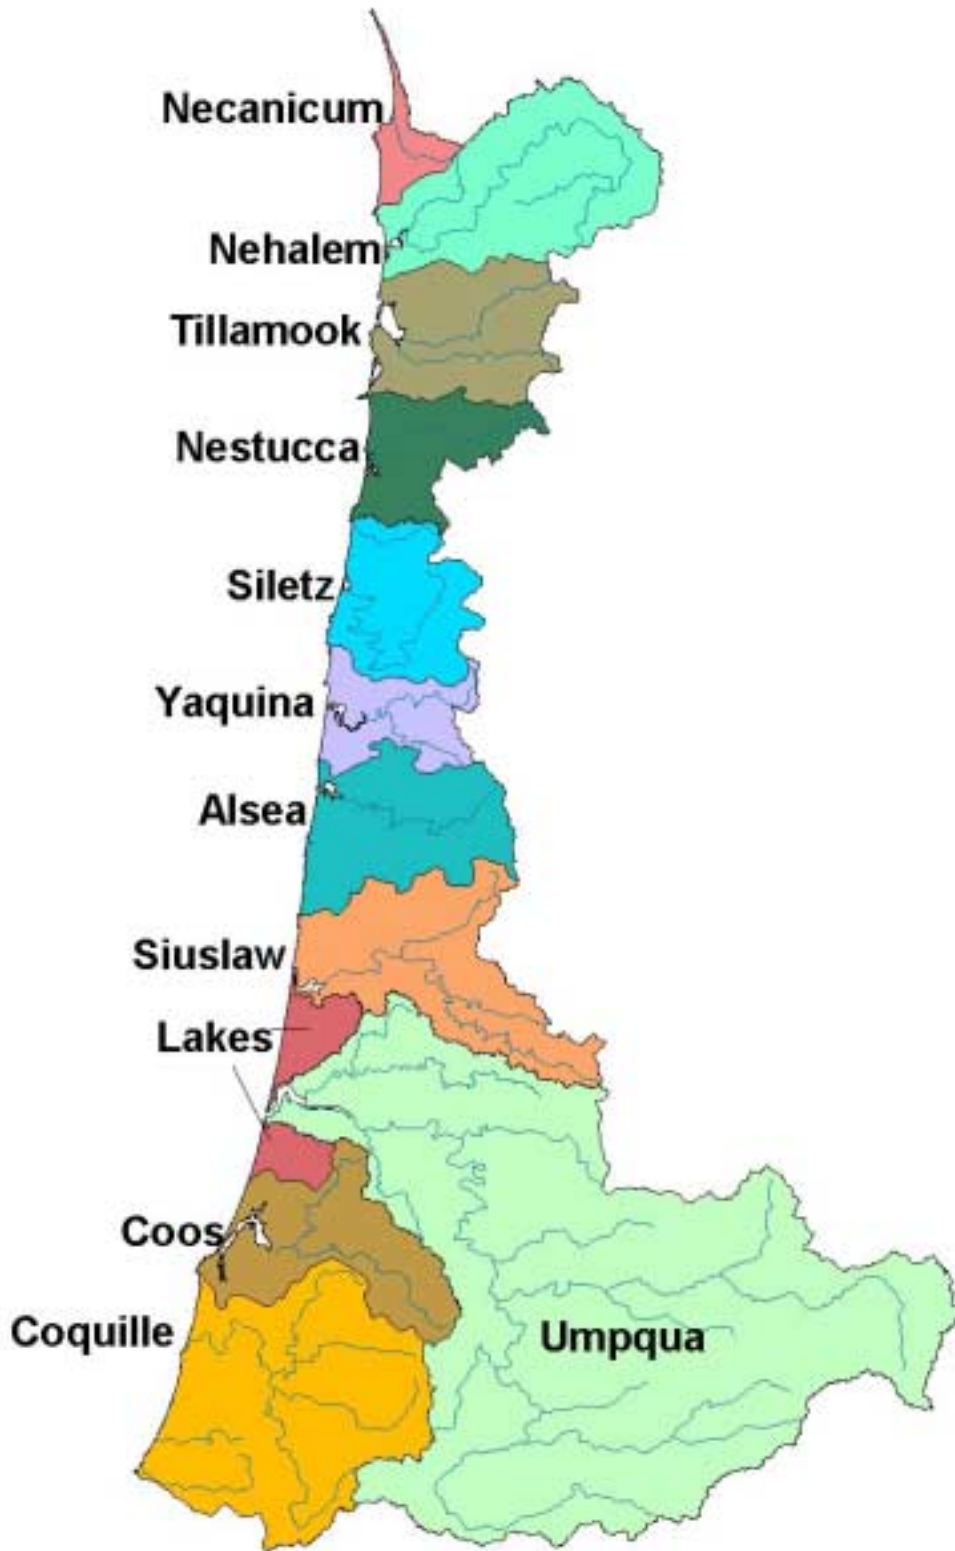 Necanicum
Nehalem
Tillamook
Nestucca
Siletz
Yaquina
Alsea
Siuslaw
Lakes
Coos
Coquille
Umpqua